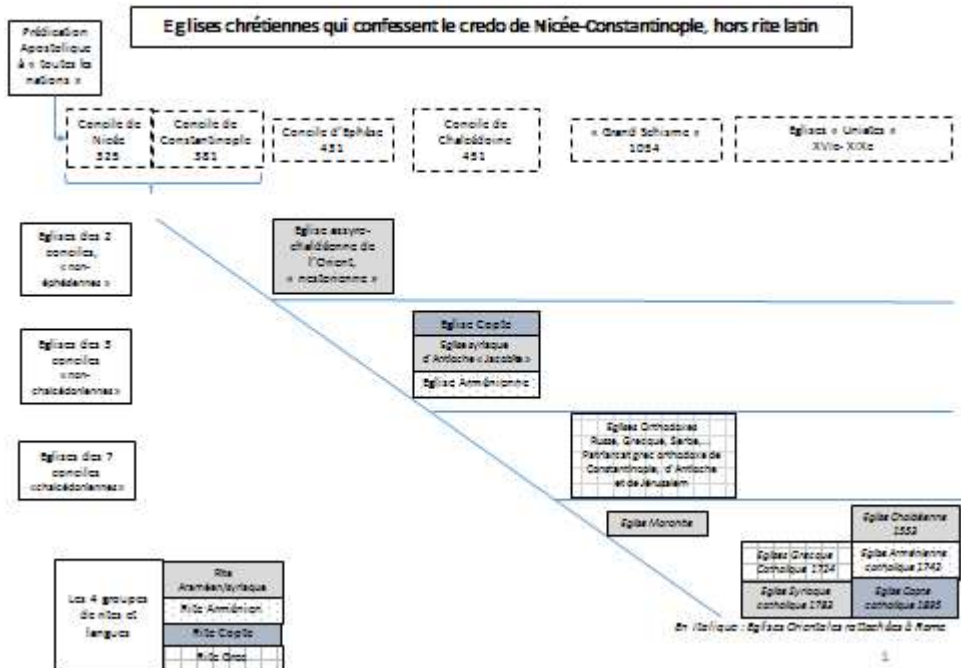 Eglises chrétiennes qui confessent le credo de Nicée-Constantinople, hors rite latin
Prédication
Apostolique
à « toutes les
nations »
Concile de
Nicée
325
Concile de
Constantinople
381
Concile d'Ephèse
431
Concile de
Chalcédoine
451
« Grand Schisme »
1054
Eglises « Uniates »
XVIe- XIXe
Eglises des 2
conciles,
« non-
éphésiennes »
Eglise assyro-
chaldéenne de
l'Orient,
« nestorienne »
Eglises des 3
conciles
« non-
chalcédoniennes »
Eglise Copte
Eglise syriaque
d'Antioche « Jacobite »
Eglise Arménienne
Eglises des 7
conciles
«chalcédoniennes»
Eglises Orthodoxes
Russe, Grecque, Serbe,...
Patriarcat grec orthodoxe de
Constantinople, d'Antioche
et de Jérusalem
Eglise Maronite
Eglise Chaldéenne
1553
Eglises Grecque
Catholique 1724
Eglise Arménienne
catholique 1742
Eglise Syriaque
catholique 1783
Eglise Copte
catholique 1895
En italique : Eglises Orientales rattachées à Rome
Les 4 groupes
de rites et
langues
Rite
Araméen/syriaque
Rite Arménien
Rite Copte
Rite Grec
1